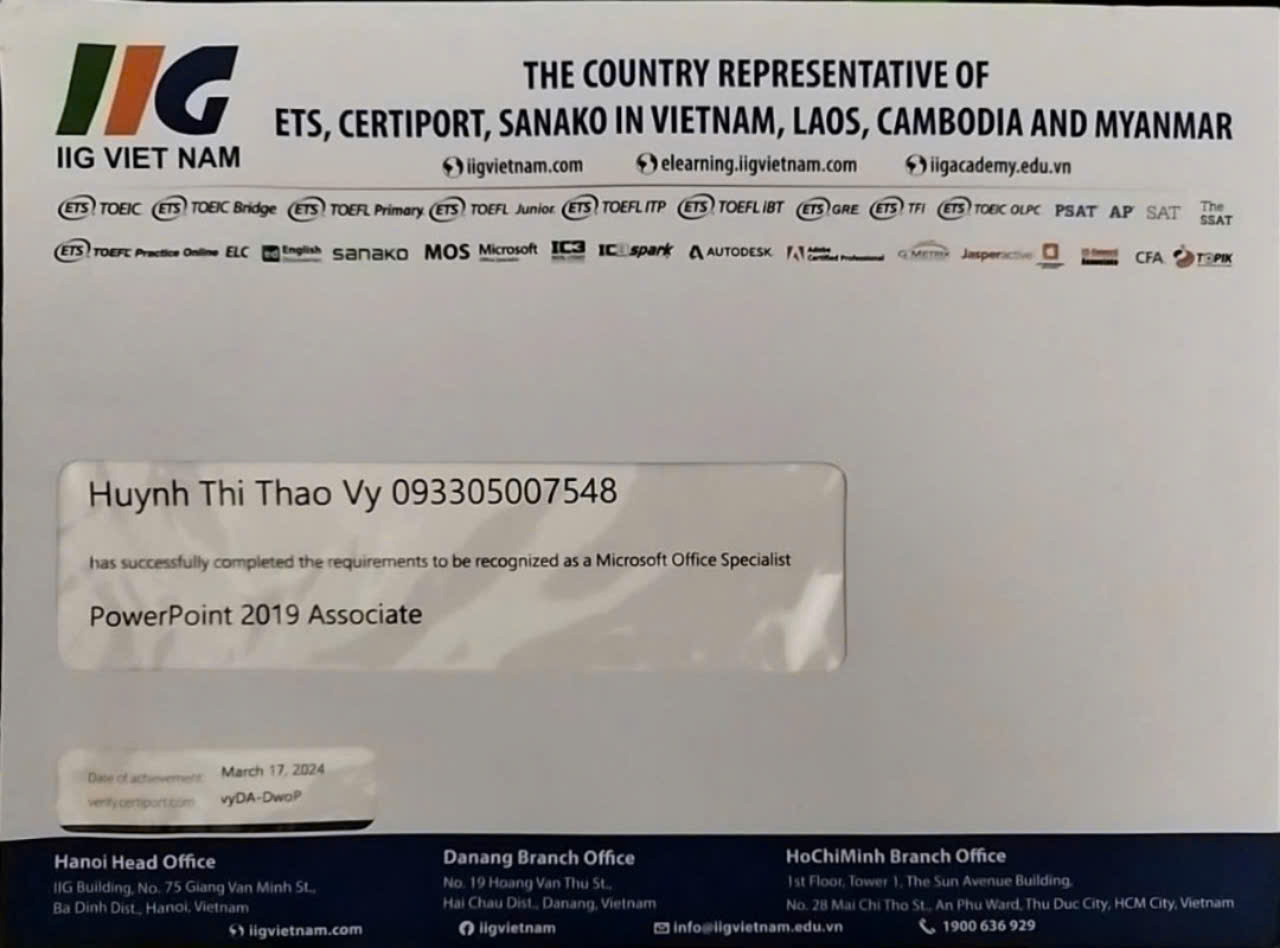 IIG
IIG VIET NAM
THE COUNTRY REPRESENTATIVE OF
ETS, CERTIPORT, SANAKO IN VIETNAM, LAOS, CAMBODIA AND MYANMAR
iigvietnam.com elearning.iigvietnam.com iigacademy.edu.vn
ETS TOEIC ETS TOEIC Bridge ETS TOEFL Primary ETS TOEFL Junior ETS TOEFL ITP ETS TOEFL iBT ETS GRE ETS TFI ETS TOEIC OLPC PSAT AP SAT The SSAT
ETS Practice Online ELC English sanako MOS Microsoft IC3 spark AUTODESK Adobe Certified Professional METRIX Jasperactive CFA TOPIK
Huynh Thi Thao Vy 093305007548
has successfully completed the requirements to be recognized as a Microsoft Office Specialist
PowerPoint 2019 Associate
Date of achievement: March 17, 2024
verify.certiport.com vyDA-DwoP
Hanoi Head Office
IIG Building, No. 75 Giang Van Minh St.,
Ba Dinh Dist., Hanoi, Vietnam
Danang Branch Office
No. 19 Hoang Van Thu St.,
Hai Chau Dist., Danang, Vietnam
HoChiMinh Branch Office
1st Floor, Tower 1, The Sun Avenue Building,
No. 28 Mai Chi Tho St., An Phu Ward, Thu Duc City, HCM City, Vietnam
iigvietnam.com iigvietnam info@iigvietnam.edu.vn 1900 636 929